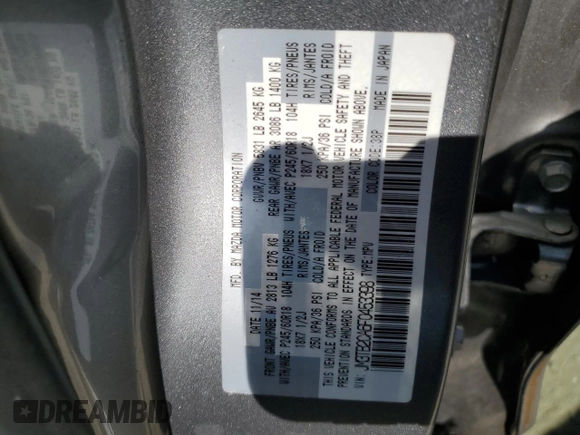 MFD. BY MAZDA MOTOR CORPORATION
DATE 11/14 GVWR/PNBV 5831 LB 2645 KG
FRONT GAWR/PNBE AV 2813 LB 1276 KG REAR GAWR/PNBE AR 3086 LB 1400 KG
WITH/AVEC P245/60R18 104H TIRES/PNEUS WITH/AVEC P245/60R18 104H TIRES/PNEUS
18X7 1/2J RIMS/JANTES 18X7 1/2J RIMS/JANTES
250 KPA/36 PSI COLD/A FROID 250 KPA/36 PSI COLD/A FROID
THIS VEHICLE CONFORMS TO ALL APPLICABLE FEDERAL MOTOR VEHICLE SAFETY AND THEFT
PREVENTION STANDARDS IN EFFECT ON THE DATE OF MANUFACTURE SHOWN ABOVE.
VIN: JM3TB2CA6F0453398 TYPE: MPV COLOR CODE: 38P MADE IN JAPAN
DREAMBID